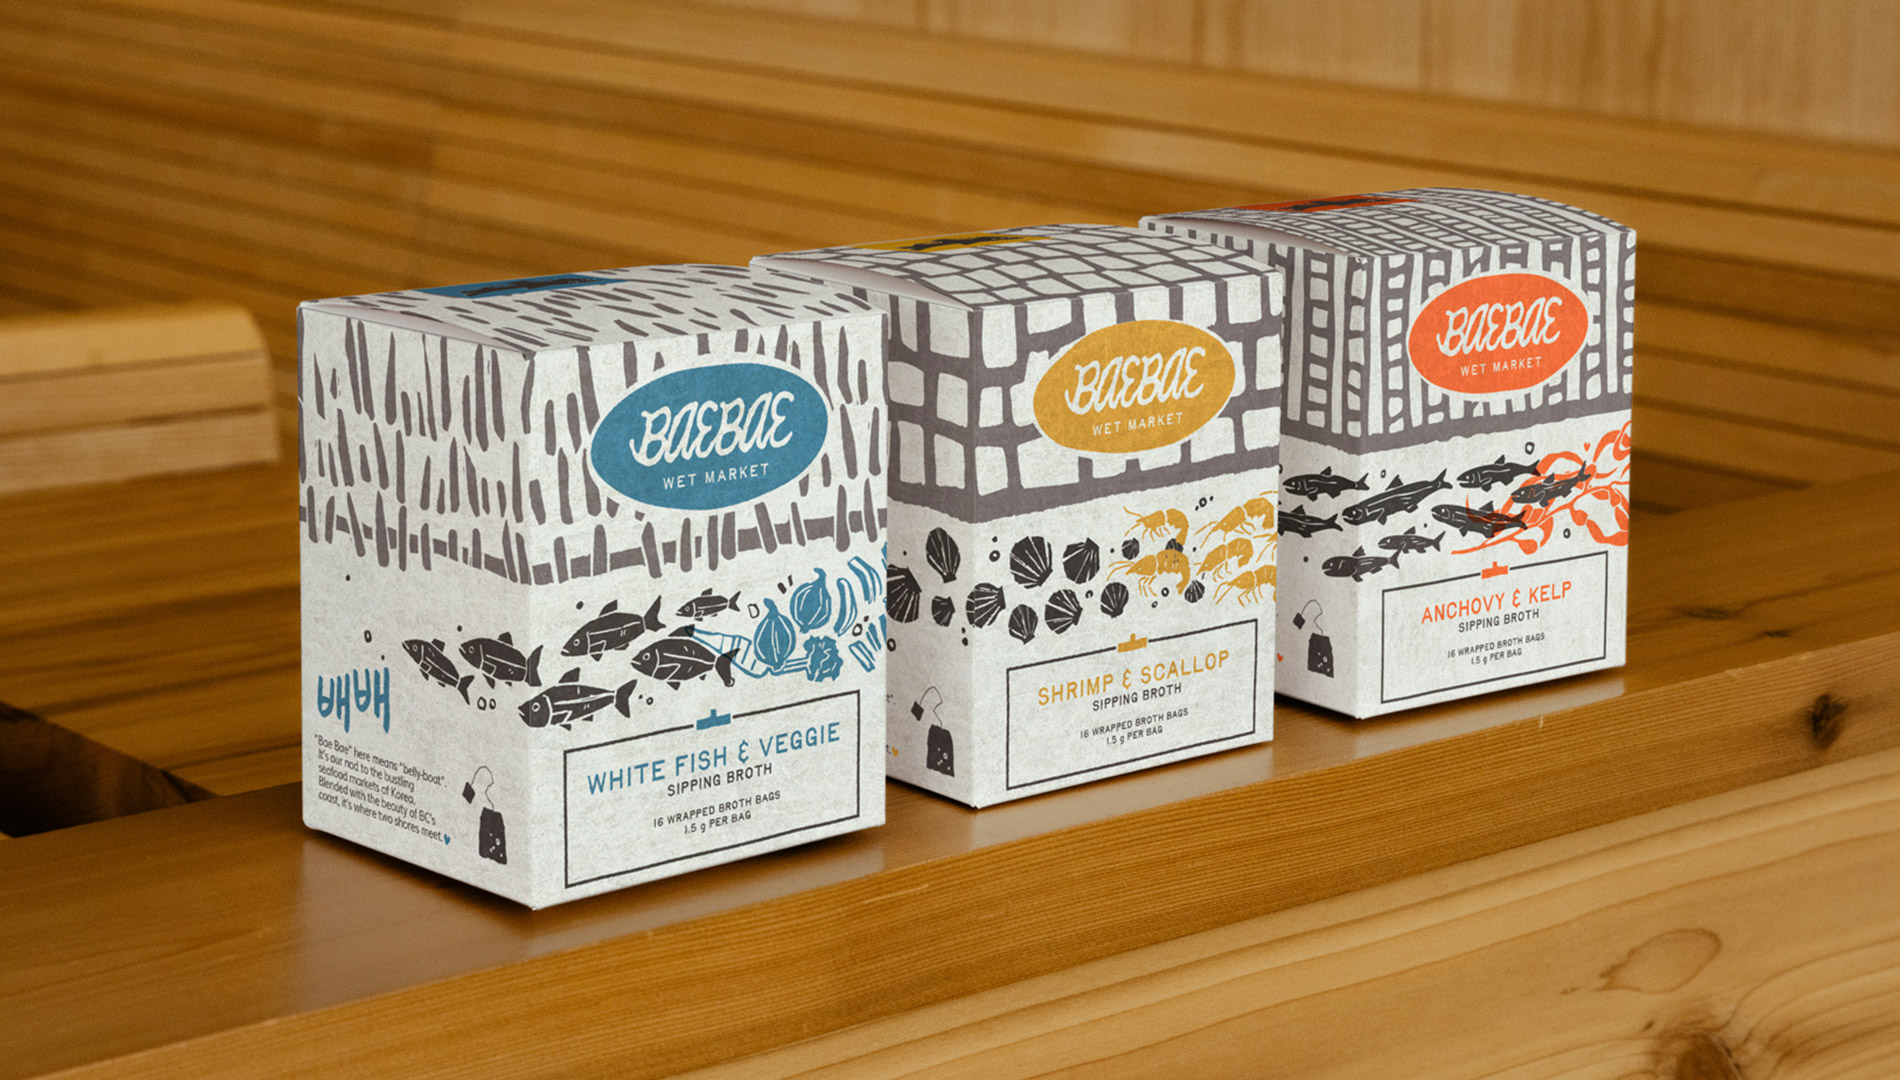 BAEBAE
WET MARKET
배배
"Bae Bae" here means "belly-boat".
It's our nod to the bustling
seafood markets of Korea.
Blended with the beauty of BC's
coast, it's where two shores meet.
WHITE FISH & VEGGIE
SIPPING BROTH
16 WRAPPED BROTH BAGS
1.5 g PER BAG
BAEBAE
WET MARKET
SHRIMP & SCALLOP
SIPPING BROTH
16 WRAPPED BROTH BAGS
1.5 g PER BAG
BAEBAE
WET MARKET
ANCHOVY & KELP
SIPPING BROTH
16 WRAPPED BROTH BAGS
1.5 g PER BAG